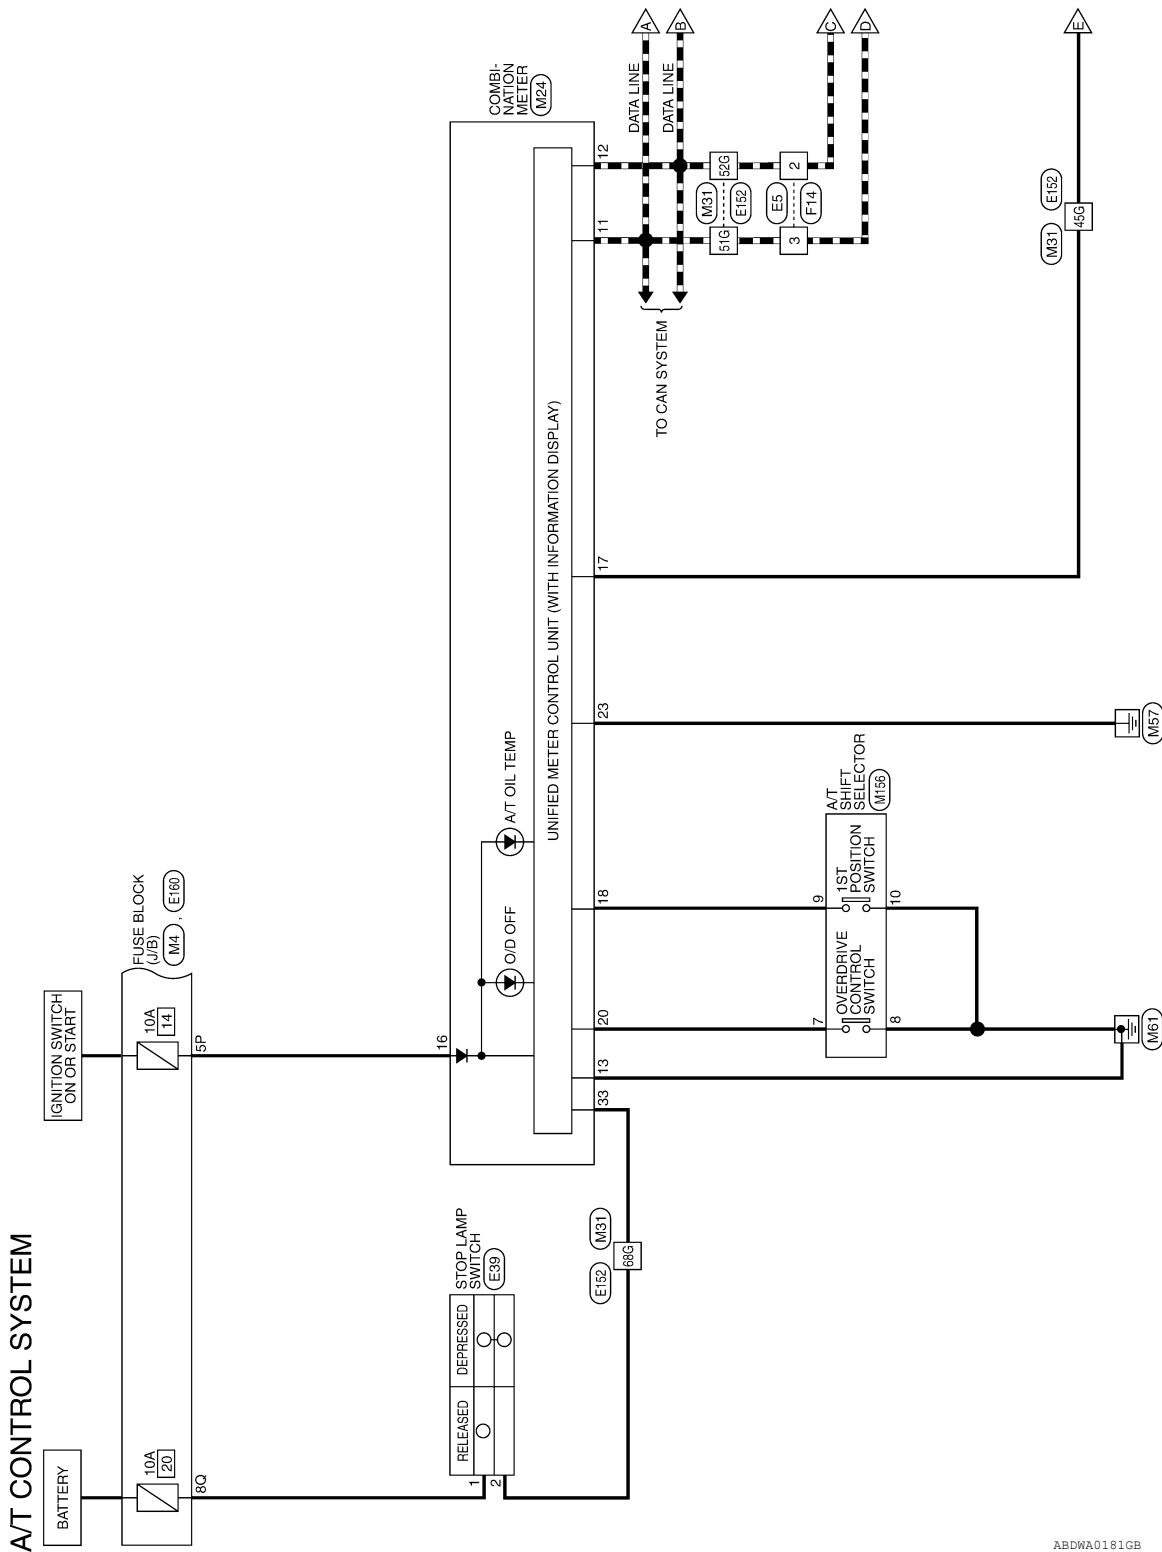 A/T CONTROL SYSTEM
BATTERY
IGNITION SWITCH
ON OR START
10A
20
10A
14
FUSE BLOCK
(J/B)
M4 , E160
8Q
5P
STOP LAMP
SWITCH
E39
RELEASED
DEPRESSED
1
2
E152
M31
68G
COMBI-
NATION
METER
M24
16
O/D OFF
A/T OIL TEMP
UNIFIED METER CONTROL UNIT (WITH INFORMATION DISPLAY)
33
13
20
18
23
17
11
12
DATA LINE
DATA LINE
A
B
C
D
E
TO CAN SYSTEM
51G
M31
E152
52G
3
E5
F14
2
A/T
SHIFT
SELECTOR
M156
7
9
OVERDRIVE
CONTROL
SWITCH
1ST
POSITION
SWITCH
8
10
M31
E152
45G
M61
M57
ABDWA0181GB